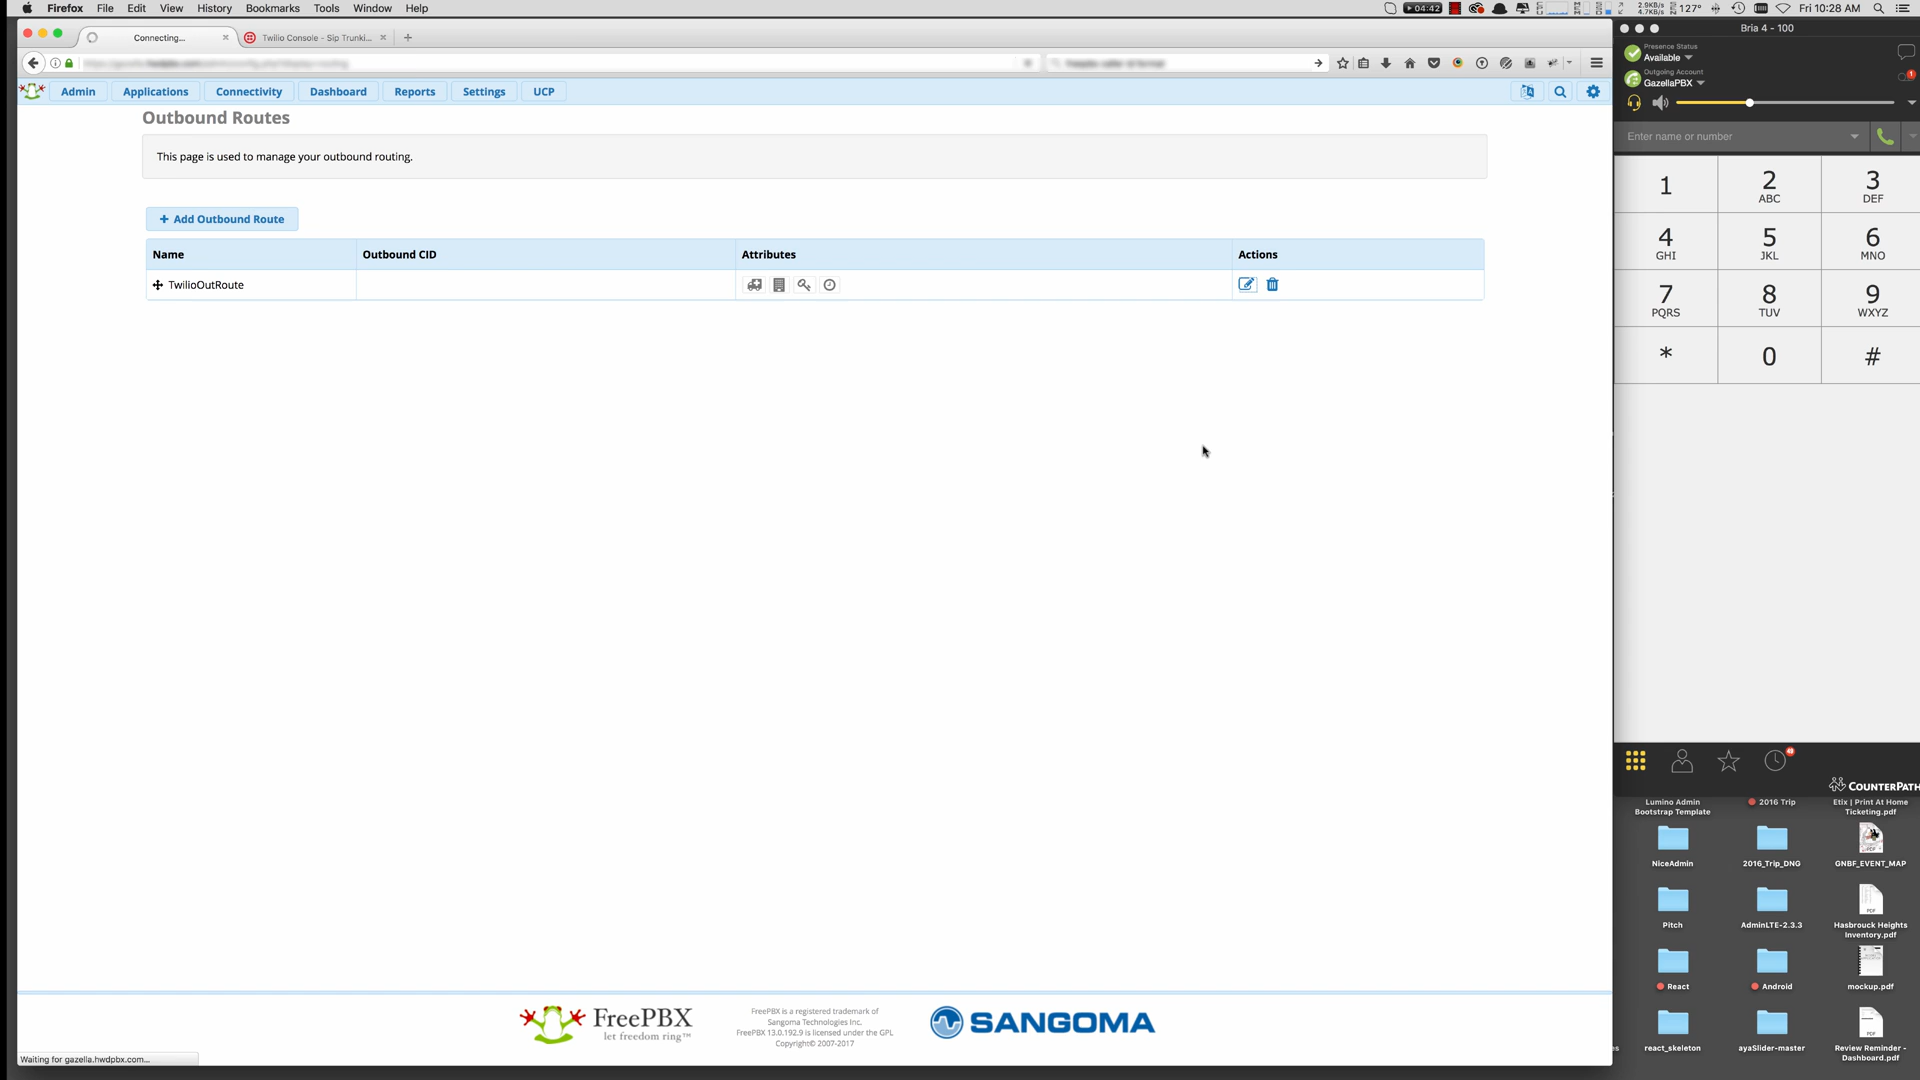 Firefox File Edit View History Bookmarks Tools Window Help
04:42
2.9KB/s
4.7KB/s
127°
Fri 10:28 AM
Connecting...
Twilio Console - Sip Trunki...
Admin Applications Connectivity Dashboard Reports Settings UCP
Outbound Routes
This page is used to manage your outbound routing.
+ Add Outbound Route
Name Outbound CID Attributes Actions
TwilioOutRoute
FreePBX
let freedom ring™
FreePBX is a registered trademark of
Sangoma Technologies Inc.
FreePBX 13.0.192.9 is licensed under the GPL
Copyright© 2007-2017
SANGOMA
Waiting for gazella.hwdpbx.com...
Bria 4 - 100
Presence Status
Available
Outgoing Account
GazellaPBX
1
Enter name or number
1 2 3
ABC DEF
4 5 6
GHI JKL MNO
7 8 9
PQRS TUV WXYZ
* 0 #
49
COUNTERPATH
Lumino Admin
Bootstrap Template
2016 Trip
Etix | Print At Home
Ticketing.pdf
NiceAdmin
2016_Trip_DNG
GNBF_EVENT_MAP
Pitch
AdminLTE-2.3.3
Hasbrouck Heights
Inventory.pdf
React
Android
mockup.pdf
react_skeleton
ayaSlider-master
Review Reminder -
Dashboard.pdf